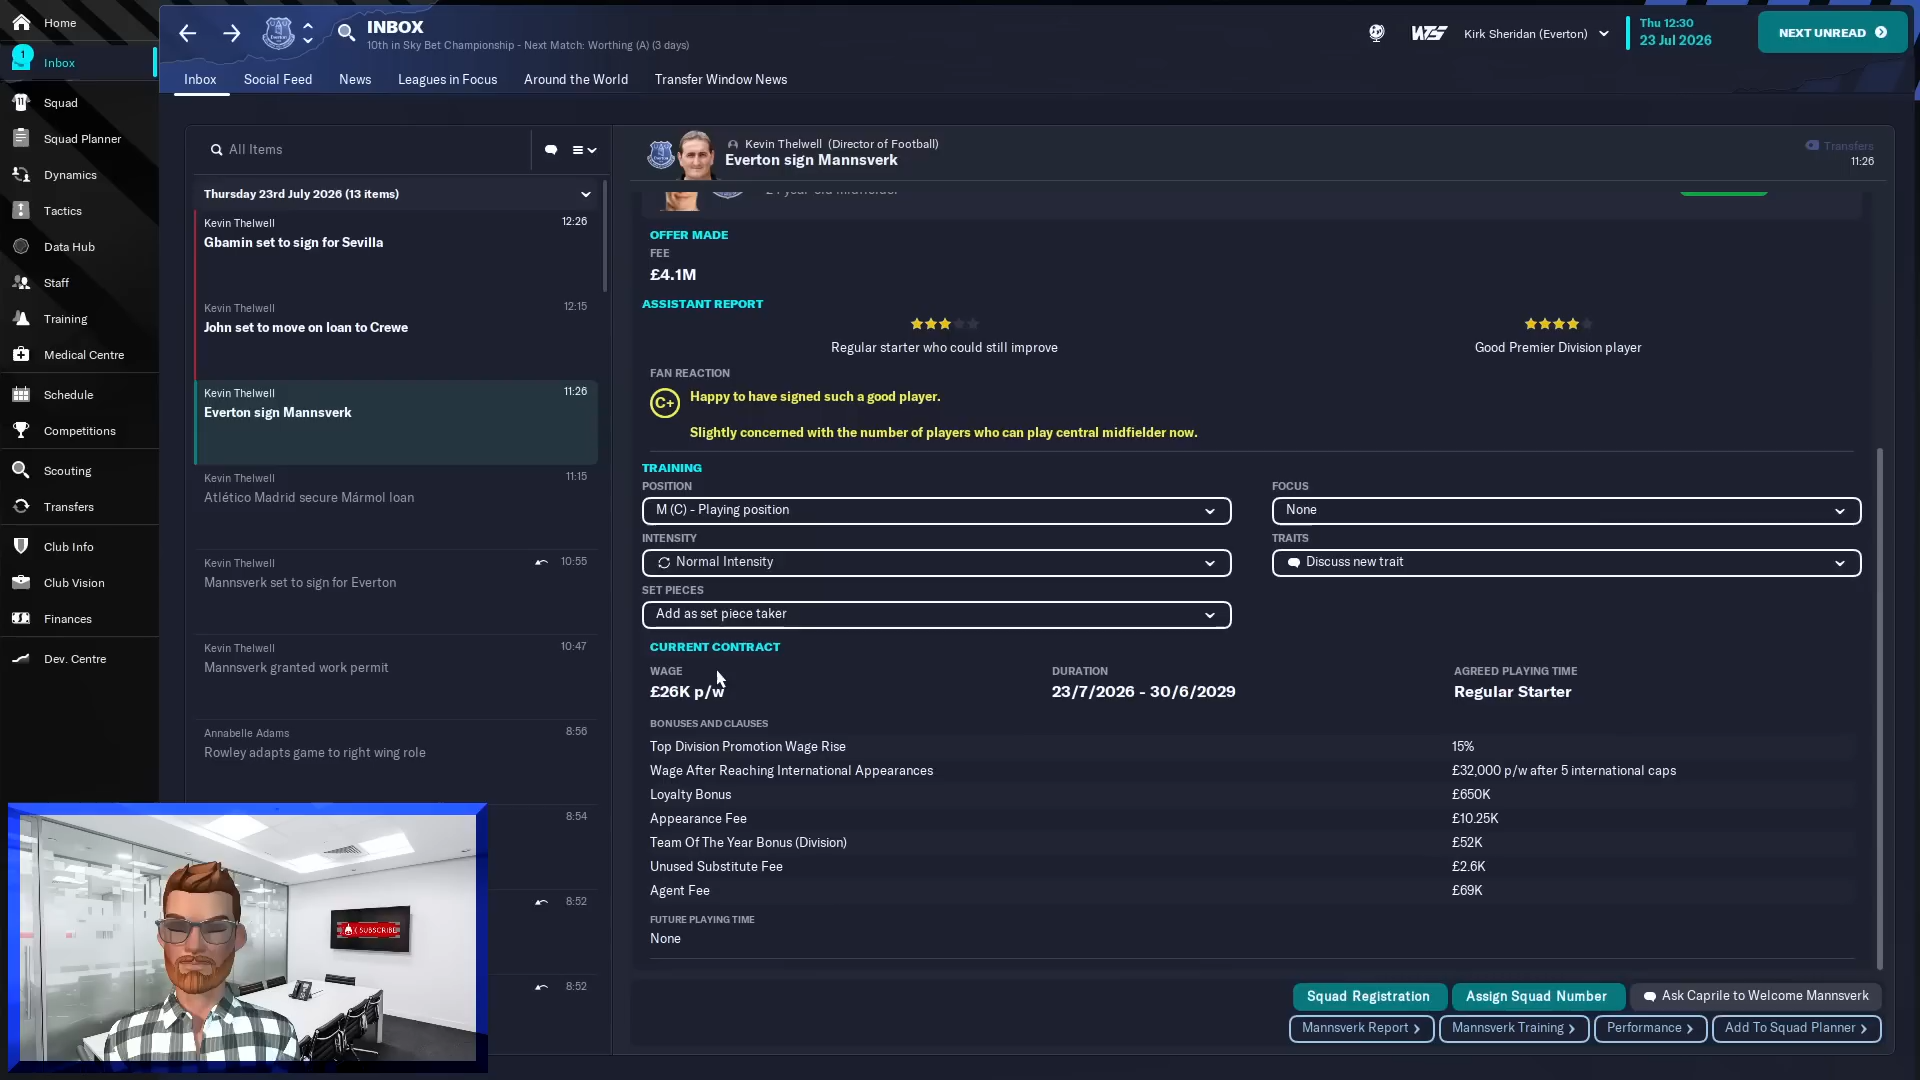 Home
1
Inbox
Squad
Squad Planner
Dynamics
Tactics
Data Hub
Staff
Training
Medical Centre
Schedule
Competitions
Scouting
Transfers
Club Info
Club Vision
Finances
Dev. Centre
INBOX
10th in Sky Bet Championship - Next Match: Worthing (A) (3 days)
Kirk Sheridan (Everton)
Thu 12:30
23 Jul 2026
NEXT UNREAD
Inbox
Social Feed
News
Leagues in Focus
Around the World
Transfer Window News
All Items
Thursday 23rd July 2026 (13 items)
Kevin Thelwell
12:26
Gbamin set to sign for Sevilla
Kevin Thelwell
12:15
John set to move on loan to Crewe
Kevin Thelwell
11:26
Everton sign Mannsverk
Kevin Thelwell
11:15
Atlético Madrid secure Mármol loan
Kevin Thelwell
10:55
Mannsverk set to sign for Everton
Kevin Thelwell
10:47
Mannsverk granted work permit
Annabelle Adams
8:56
Rowley adapts game to right wing role
8:54
8:52
8:52
SUBSCRIBE
Kevin Thelwell (Director of Football)
Everton sign Mannsverk
Transfers
11:26
OFFER MADE
FEE
£4.1M
ASSISTANT REPORT
Regular starter who could still improve
Good Premier Division player
FAN REACTION
C+
Happy to have signed such a good player.
Slightly concerned with the number of players who can play central midfielder now.
TRAINING
POSITION
FOCUS
M (C) - Playing position
None
INTENSITY
TRAITS
Normal Intensity
Discuss new trait
SET PIECES
Add as set piece taker
CURRENT CONTRACT
WAGE
DURATION
AGREED PLAYING TIME
£26K p/w
23/7/2026 - 30/6/2029
Regular Starter
BONUSES AND CLAUSES
Top Division Promotion Wage Rise
15%
Wage After Reaching International Appearances
£32,000 p/w after 5 international caps
Loyalty Bonus
£650K
Appearance Fee
£10.25K
Team Of The Year Bonus (Division)
£52K
Unused Substitute Fee
£2.6K
Agent Fee
£69K
FUTURE PLAYING TIME
None
Squad Registration
Assign Squad Number
Ask Caprile to Welcome Mannsverk
Mannsverk Report
Mannsverk Training
Performance
Add To Squad Planner